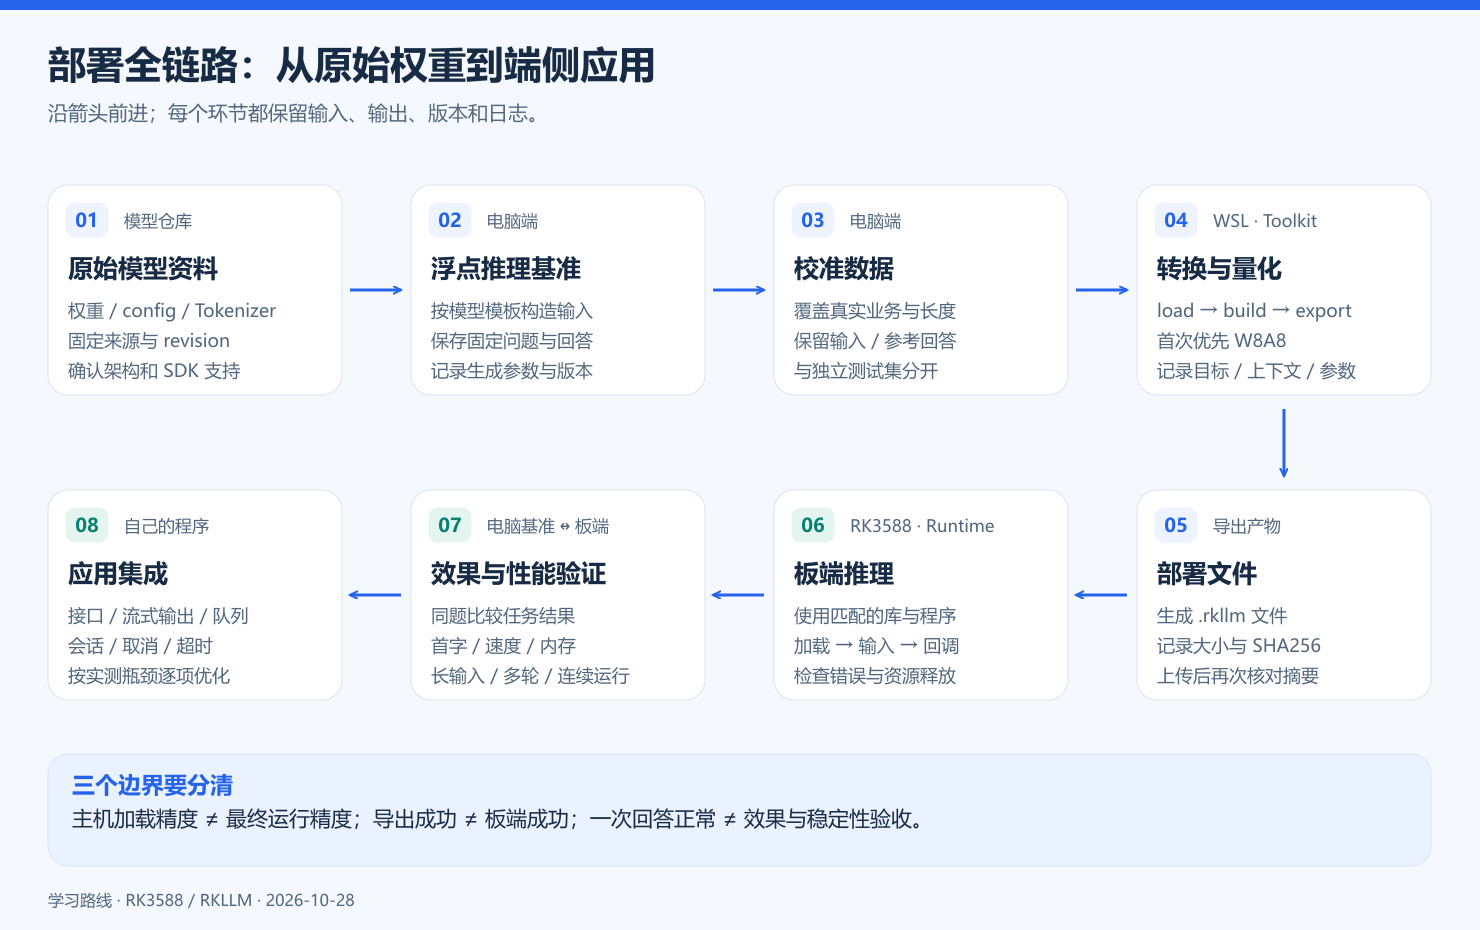 部署全链路：从原始权重到端侧应用
沿箭头前进；每个环节都保留输入、输出、版本和日志。
01 模型仓库
原始模型资料
权重 / config / Tokenizer
固定来源与 revision
确认架构和 SDK 支持
02 电脑端
浮点推理基准
按模型模板构造输入
保存固定问题与回答
记录生成参数与版本
03 电脑端
校准数据
覆盖真实业务与长度
保留输入 / 参考回答
与独立测试集分开
04 WSL · Toolkit
转换与量化
load → build → export
首次优先 W8A8
记录目标 / 上下文 / 参数
05 导出产物
部署文件
生成 .rkllm 文件
记录大小与 SHA256
上传后再次核对摘要
06 RK3588 · Runtime
板端推理
使用匹配的库与程序
加载 → 输入 → 回调
检查错误与资源释放
07 电脑基准 ↔ 板端
效果与性能验证
同题比较任务结果
首字 / 速度 / 内存
长输入 / 多轮 / 连续运行
08 自己的程序
应用集成
接口 / 流式输出 / 队列
会话 / 取消 / 超时
按实测瓶颈逐项优化
三个边界要分清
主机加载精度 ≠ 最终运行精度；导出成功 ≠ 板端成功；一次回答正常 ≠ 效果与稳定性验收。
学习路线 · RK3588 / RKLLM · 2026-10-28